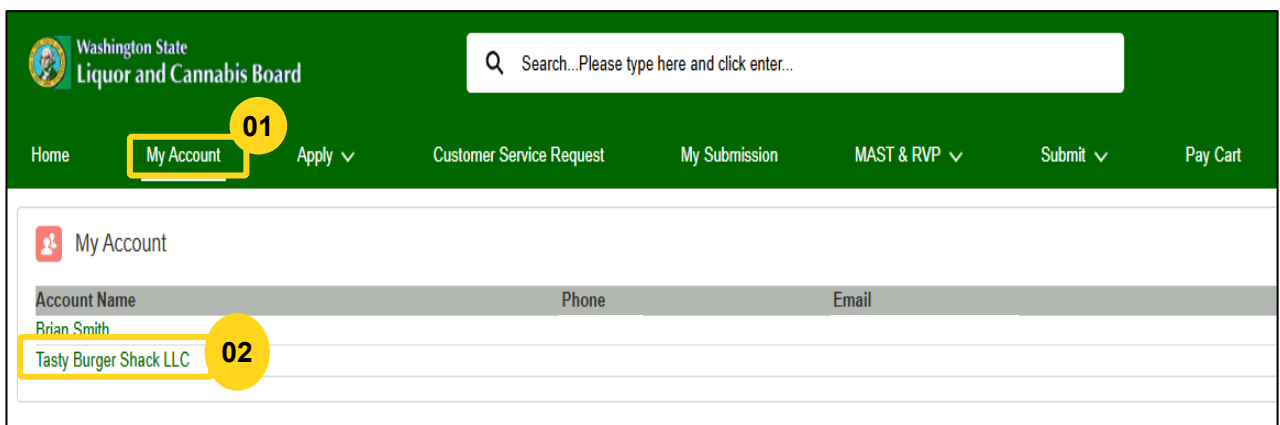 Washington State
Liquor and Cannabis Board
Search...Please type here and click enter...
01
Home My Account Apply Customer Service Request My Submission MAST & RVP Submit Pay Cart
My Account
Account Name Phone Email
Brian Smith
Tasty Burger Shack LLC 02